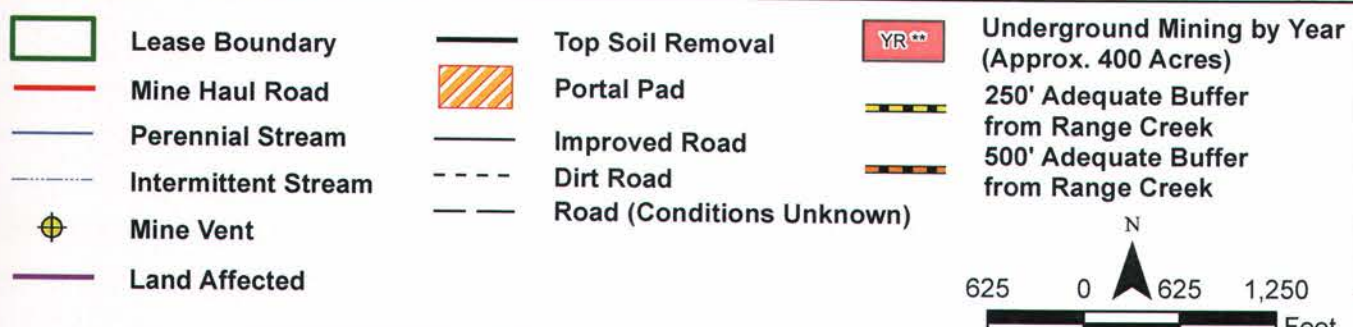 Lease Boundary
Mine Haul Road
Perennial Stream
Intermittent Stream
Mine Vent
Land Affected
Top Soil Removal
Portal Pad
Improved Road
Dirt Road
Road (Conditions Unknown)
YR**
Underground Mining by Year
(Approx. 400 Acres)
250' Adequate Buffer
from Range Creek
500' Adequate Buffer
from Range Creek
N
625 0 625 1,250
Feet